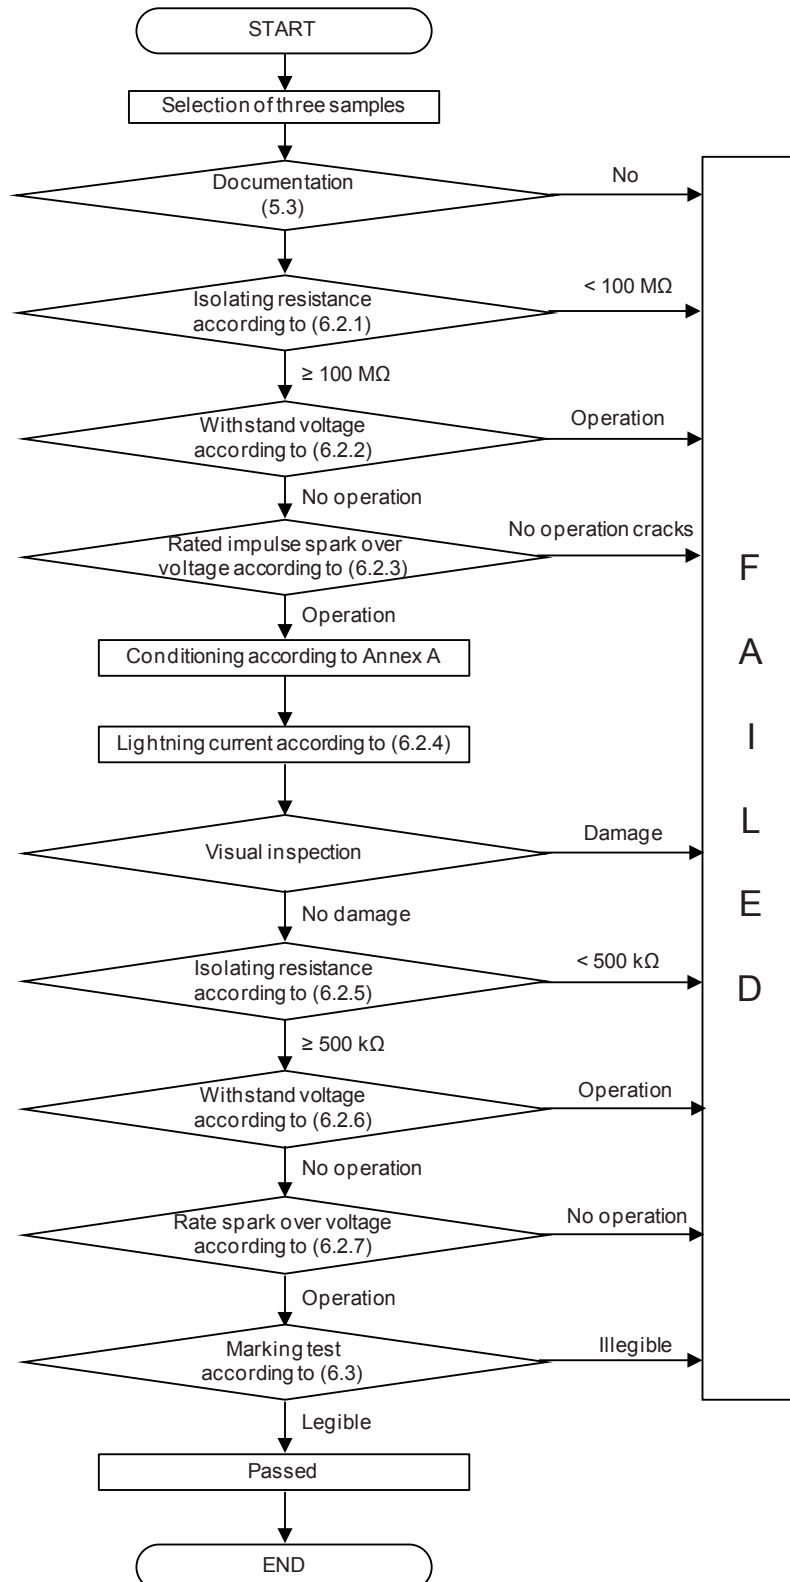 START
Selection of three samples
Documentation
(5.3)
No
Isolating resistance
according to (6.2.1)
< 100 MΩ
≥ 100 MΩ
Withstand voltage
according to (6.2.2)
Operation
No operation
Rated impulse spark over
voltage according to (6.2.3)
No operation cracks
Operation
Conditioning according to Annex A
Lightning current according to (6.2.4)
Visual inspection
Damage
No damage
Isolating resistance
according to (6.2.5)
< 500 kΩ
≥ 500 kΩ
Withstand voltage
according to (6.2.6)
Operation
No operation
Rate spark over voltage
according to (6.2.7)
No operation
Operation
Marking test
according to (6.3)
Illegible
Legible
Passed
END
F
A
I
L
E
D